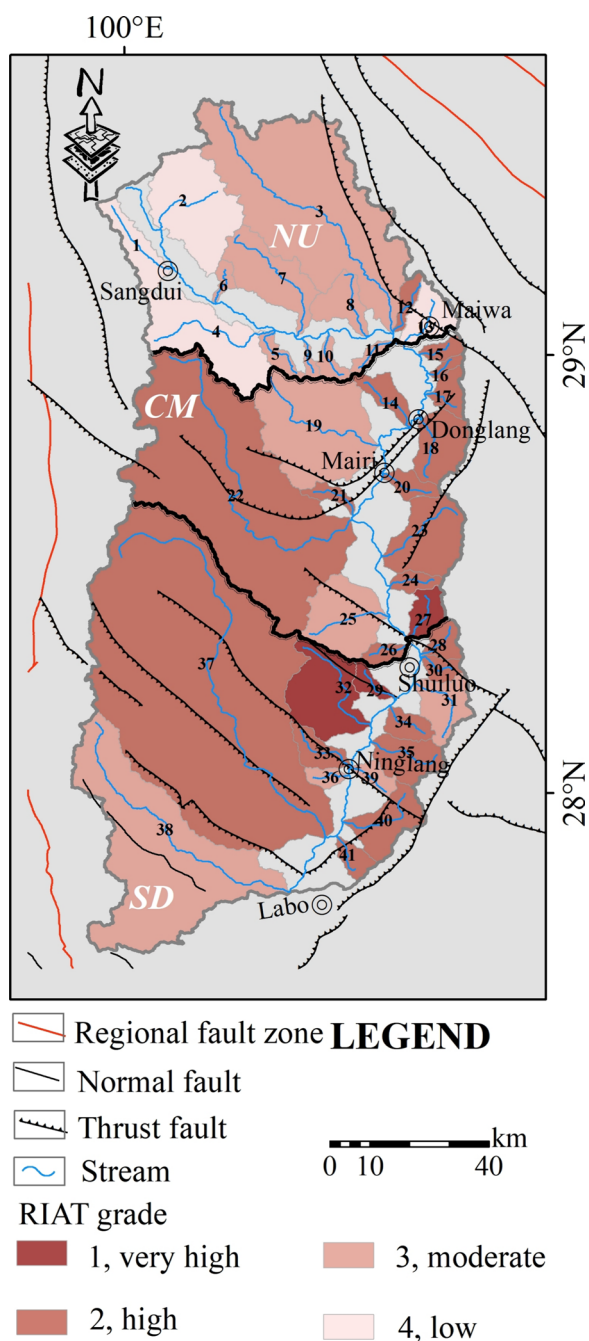 100°E
N
2
3
1
NU
Sangdui
6
7
8
12
Maiwa
13
4
5
9
10
11
15
29°N
16
CM
14
17
19
Donglang
18
Mairi
22
21
20
23
24
25
27
26
28
37
32
29
Shuiluo
30
31
34
33
35
Ninglang
36
39
28°N
38
40
41
SD
Labo
Regional fault zone
LEGEND
Normal fault
Thrust fault
km
Stream
0 10 40
RIAT grade
1, very high
3, moderate
2, high
4, low